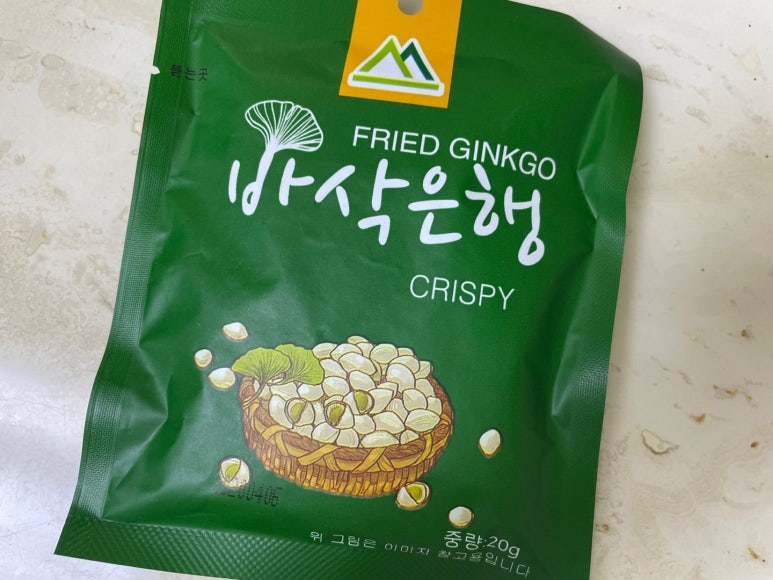 뜯는곳
FRIED GINKGO
바삭은행
CRISPY
중량:20g
위 그림은 이미지 참고용입니다